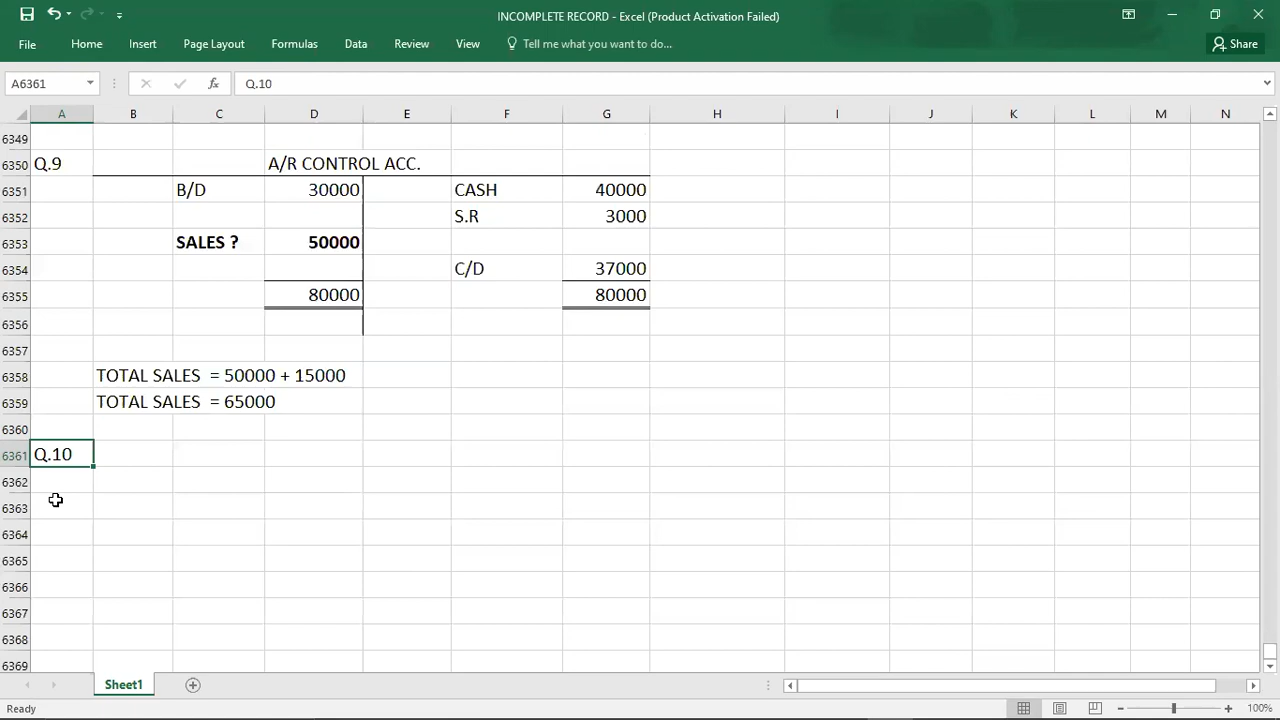 INCOMPLETE RECORD - Excel (Product Activation Failed)
File Home Insert Page Layout Formulas Data Review View Tell me what you want to do... Share
A6361 fx Q.10
A B C D E F G H I J K L M N
6349
6350 Q.9 A/R CONTROL ACC.
6351 B/D 30000 CASH 40000
6352 S.R 3000
6353 SALES ? 50000
6354 C/D 37000
6355 80000 80000
6356
6357
6358 TOTAL SALES = 50000 + 15000
6359 TOTAL SALES = 65000
6360
6361 Q.10
6362
6363
6364
6365
6366
6367
6368
6369
Sheet1
Ready 100%